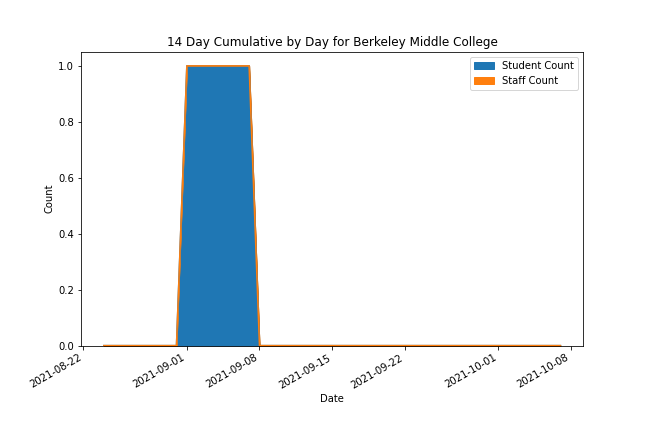 14 Day Cumulative by Day for Berkeley Middle College
Student Count
Staff Count
1.0
0.8
0.6
0.4
0.2
0.0
Count
2021-08-22
2021-09-01
2021-09-08
2021-09-15
2021-09-22
2021-10-01
2021-10-08
Date